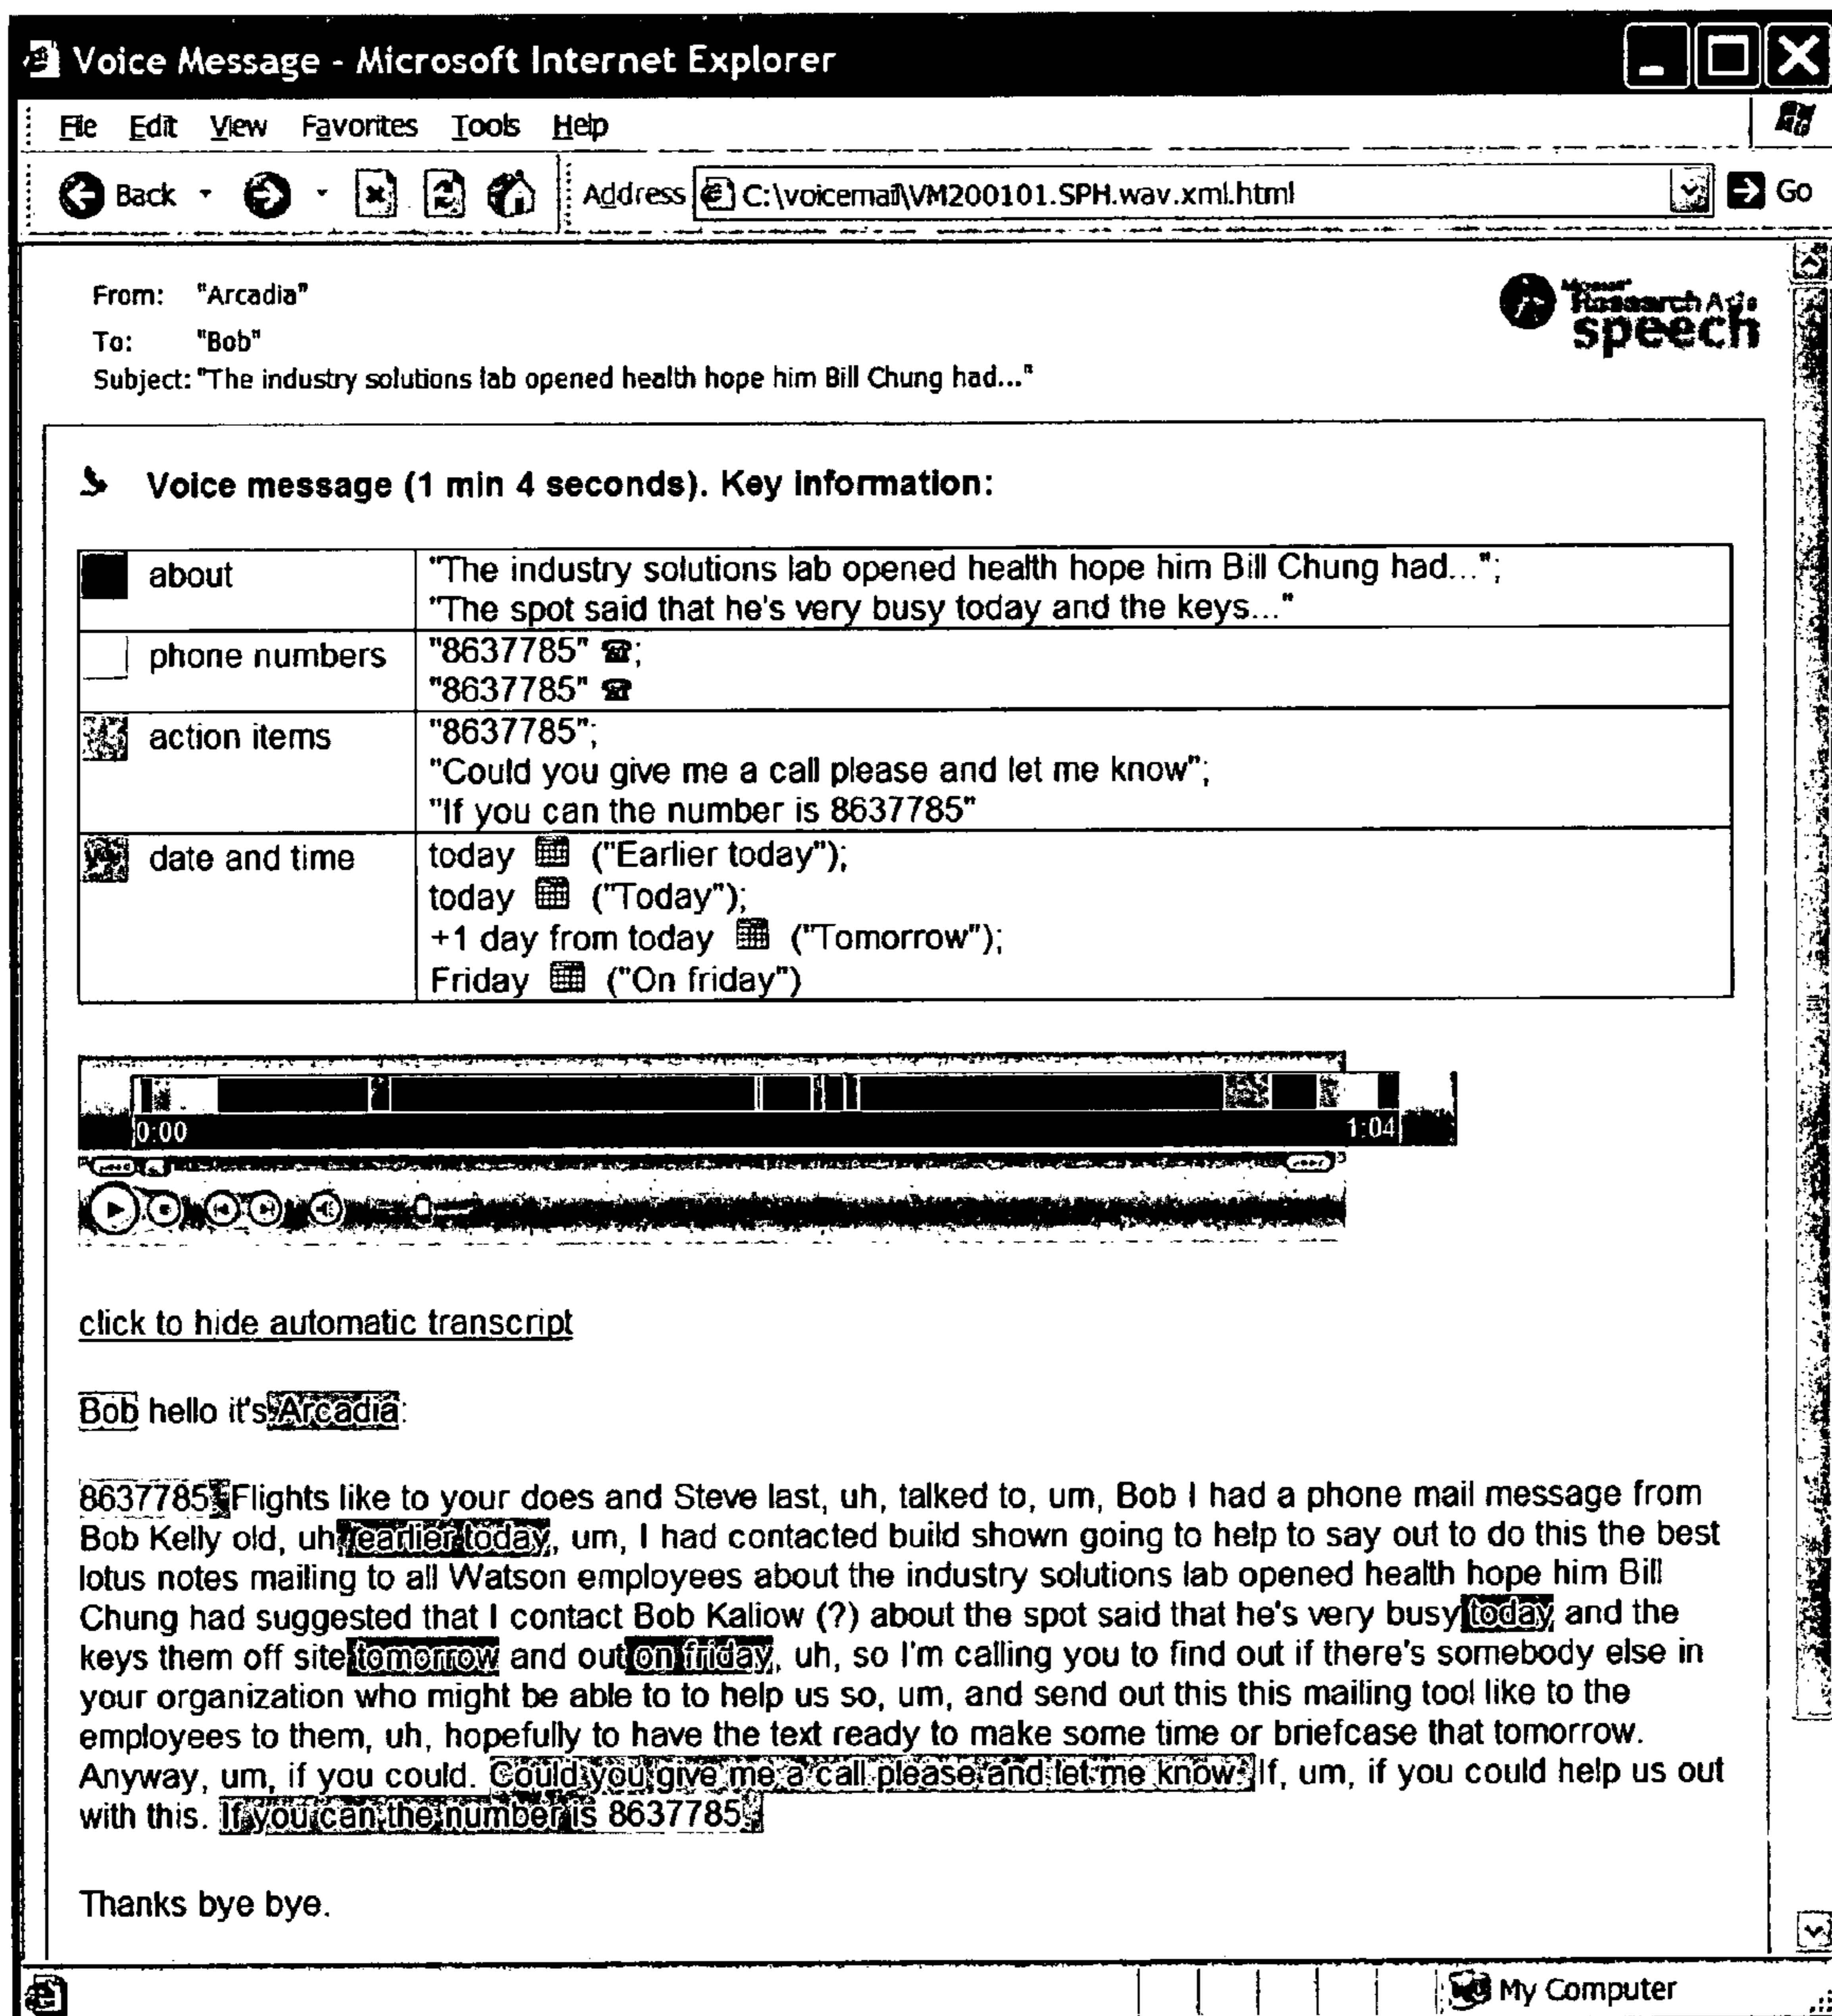 Voice Message - Microsoft Internet Explorer
File Edit View Favorites Tools Help
Back Address C:\voicemail\VM200101.SPH.wav.xml.html Go
From: "Arcadia"
To: "Bob"
Subject: "The industry solutions lab opened health hope him Bill Chung had..."
Microsoft
Research Asia
speech
Voice message (1 min 4 seconds). Key information:
about "The industry solutions lab opened health hope him Bill Chung had...";
"The spot said that he's very busy today and the keys..."
phone numbers "8637785" ☎;
"8637785" ☎
action items "8637785";
"Could you give me a call please and let me know";
"If you can the number is 8637785"
date and time today ("Earlier today");
today ("Today");
+1 day from today ("Tomorrow");
Friday ("On friday")
0:00 1:04
click to hide automatic transcript
Bob hello it's Arcadia:
8637785. Flights like to your does and Steve last, uh, talked to, um, Bob I had a phone mail message from
Bob Kelly old, uh, earlier today, um, I had contacted build shown going to help to say out to do this the best
lotus notes mailing to all Watson employees about the industry solutions lab opened health hope him Bill
Chung had suggested that I contact Bob Kaliow (?) about the spot said that he's very busy today, and the
keys them off site tomorrow and out on friday, uh, so I'm calling you to find out if there's somebody else in
your organization who might be able to to help us so, um, and send out this this mailing tool like to the
employees to them, uh, hopefully to have the text ready to make some time or briefcase that tomorrow.
Anyway, um, if you could. Could you give me a call please and let me know. If, um, if you could help us out
with this. If you can the number is 8637785.
Thanks bye bye.
My Computer